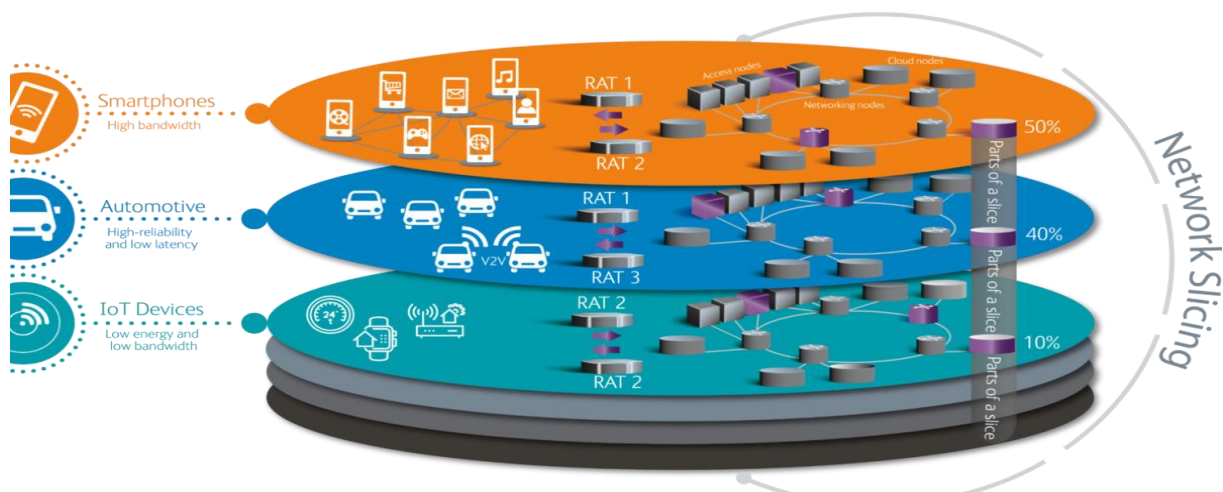 Smartphones
High bandwidth
RAT 1
RAT 2
Access nodes
Cloud nodes
Networking nodes
50%
Parts of a slice
Automotive
High-reliability
and low latency
V2V
RAT 1
RAT 3
40%
Parts of a slice
IoT Devices
Low energy and
low bandwidth
24°
RAT 2
RAT 2
10%
Parts of a slice
Network Slicing